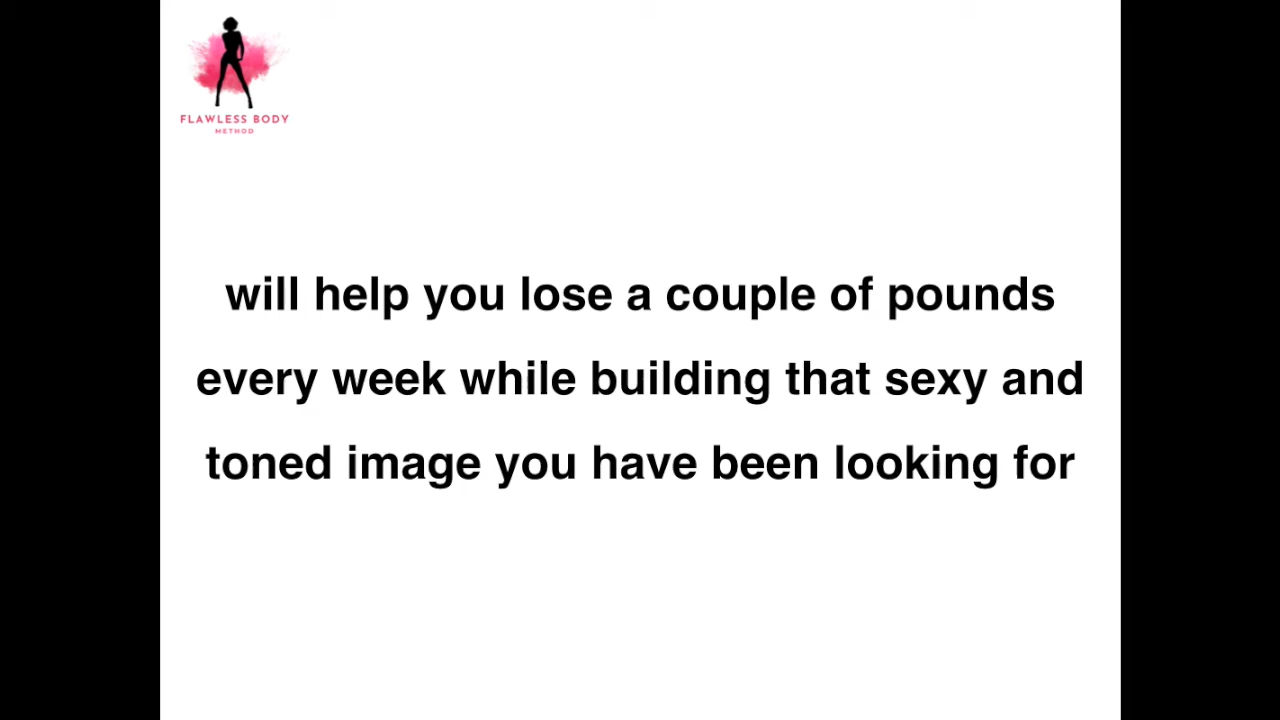 FLAWLESS BODY
METHOD
will help you lose a couple of pounds
every week while building that sexy and
toned image you have been looking for